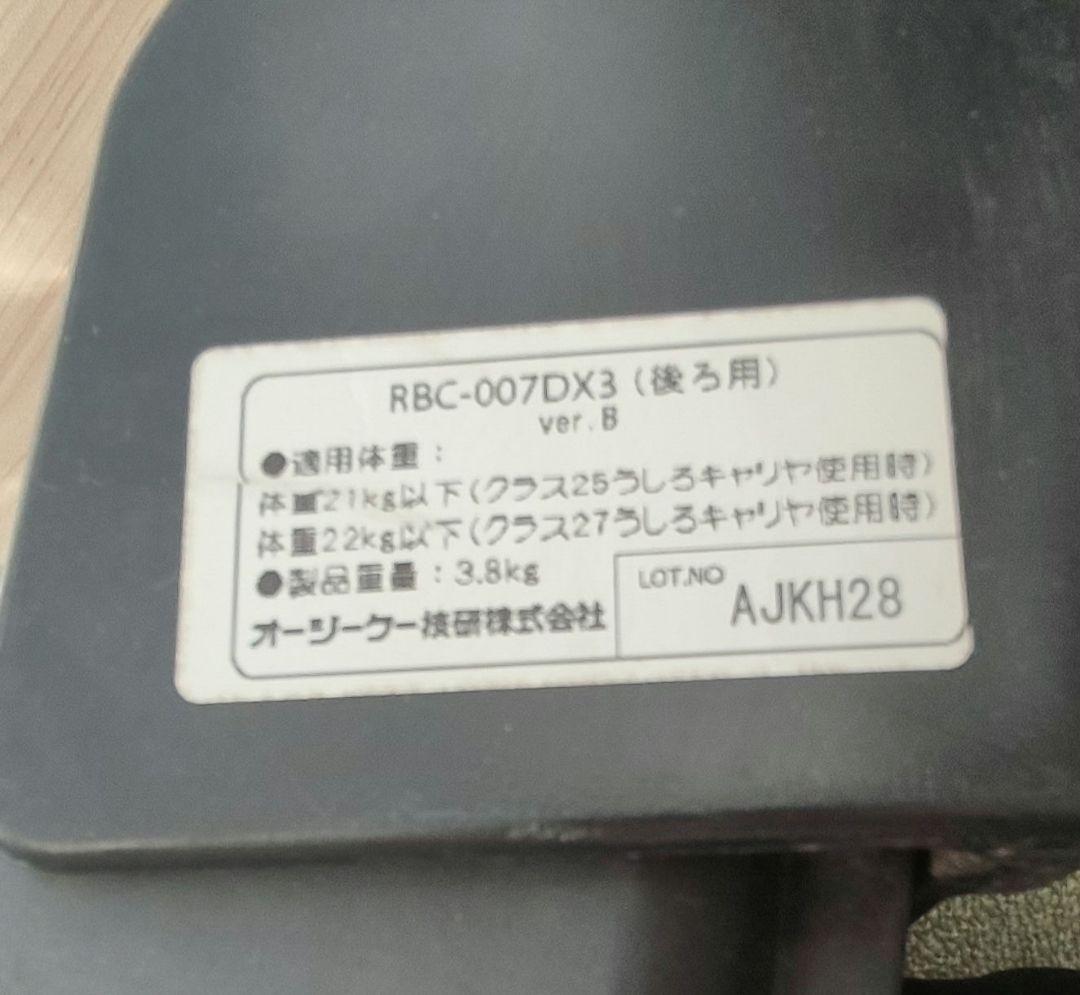 RBC-007DX3(後ろ用)
ver.B
●適用体重:
体重21kg以下(クラス25うしろキャリヤ使用時)
体重22kg以下(クラス27うしろキャリヤ使用時)
●製品重量:3.8kg
オージーケー技研株式会社
LOT.NO AJKH28